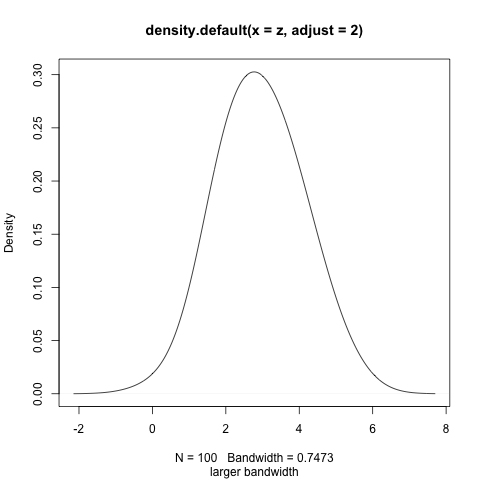 density.default(x = z, adjust = 2)
Density
0.30
0.25
0.20
0.15
0.10
0.05
0.00
-2 0 2 4 6 8
N = 100 Bandwidth = 0.7473
larger bandwidth